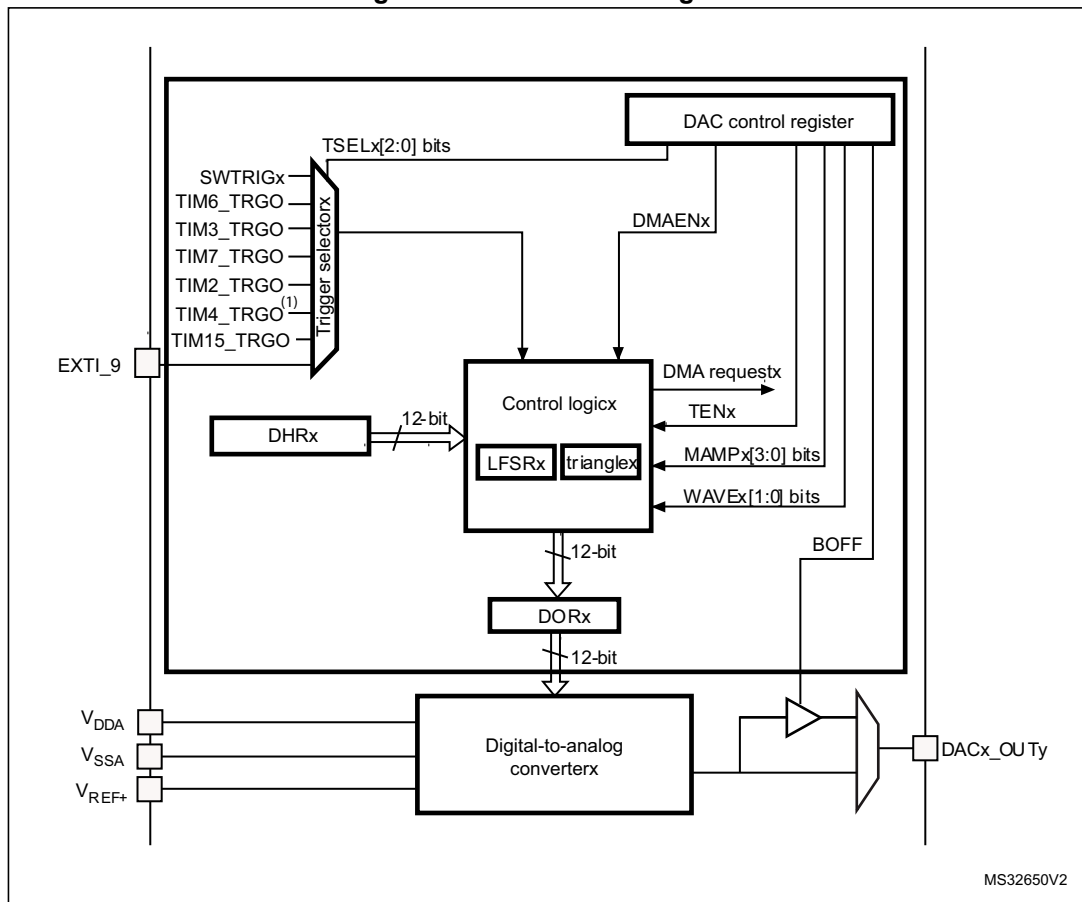 DAC control register
TSELx[2:0] bits
SWTRIGx
TIM6_TRGO
TIM3_TRGO
TIM7_TRGO
TIM2_TRGO
TIM4_TRGO(1)
TIM15_TRGO
Trigger selectorx
EXTI_9
DMAENx
Control logicx
DMA requestx
TENx
12-bit
DHRx
LFSRx
trianglex
MAMPx[3:0] bits
WAVEx[1:0] bits
12-bit
BOFF
DORx
12-bit
VDDA
VSSA
VREF+
Digital-to-analog
converterx
DACx_OUTy
MS32650V2